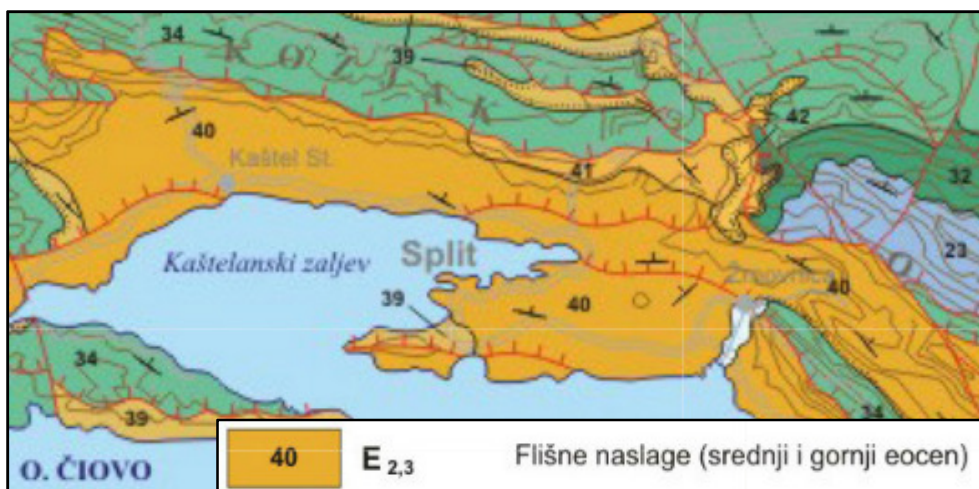 34
39
KOZJAK
42
40
Kaštel St.
41
32
Kaštelanski zaljev
Split
23
O
39
40
Žrnovnica
40
34
34
39
O. ČIOVO
40 E 2,3 Flišne naslage (srednji i gornji eocen)